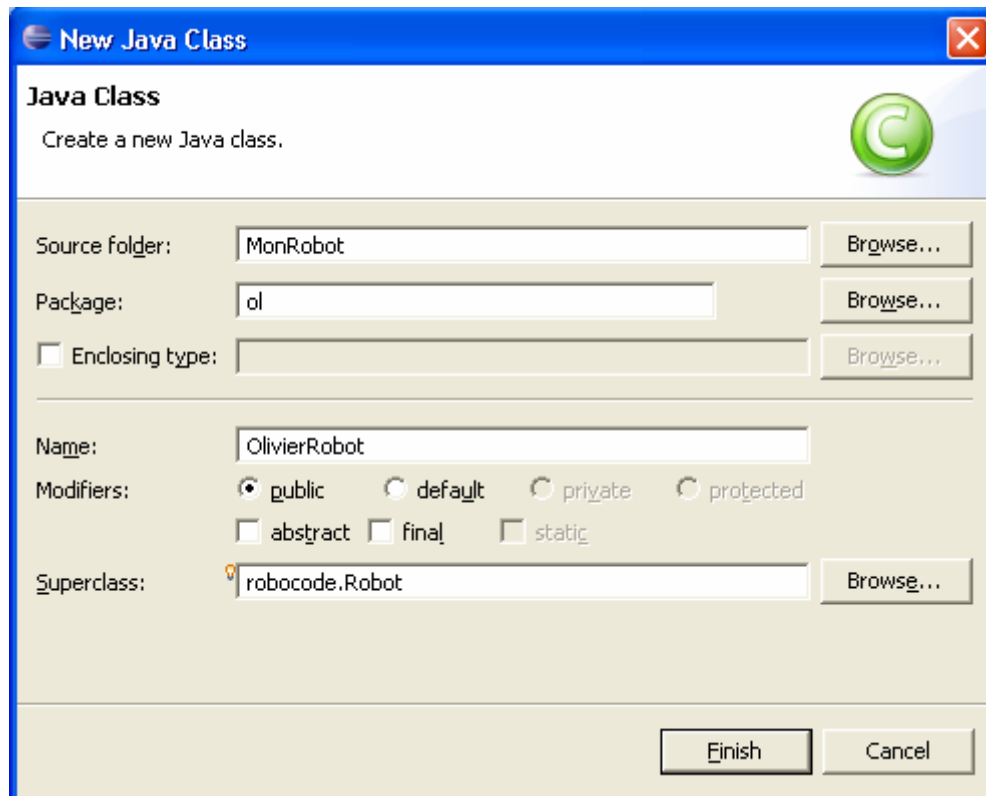 New Java Class
Java Class
Create a new Java class.
Source folder: MonRobot Browse...
Package: ol Browse...
Enclosing type: Browse...
Name: OlivierRobot
Modifiers: public default private protected
abstract final static
Superclass: robocode.Robot Browse...
Finish Cancel